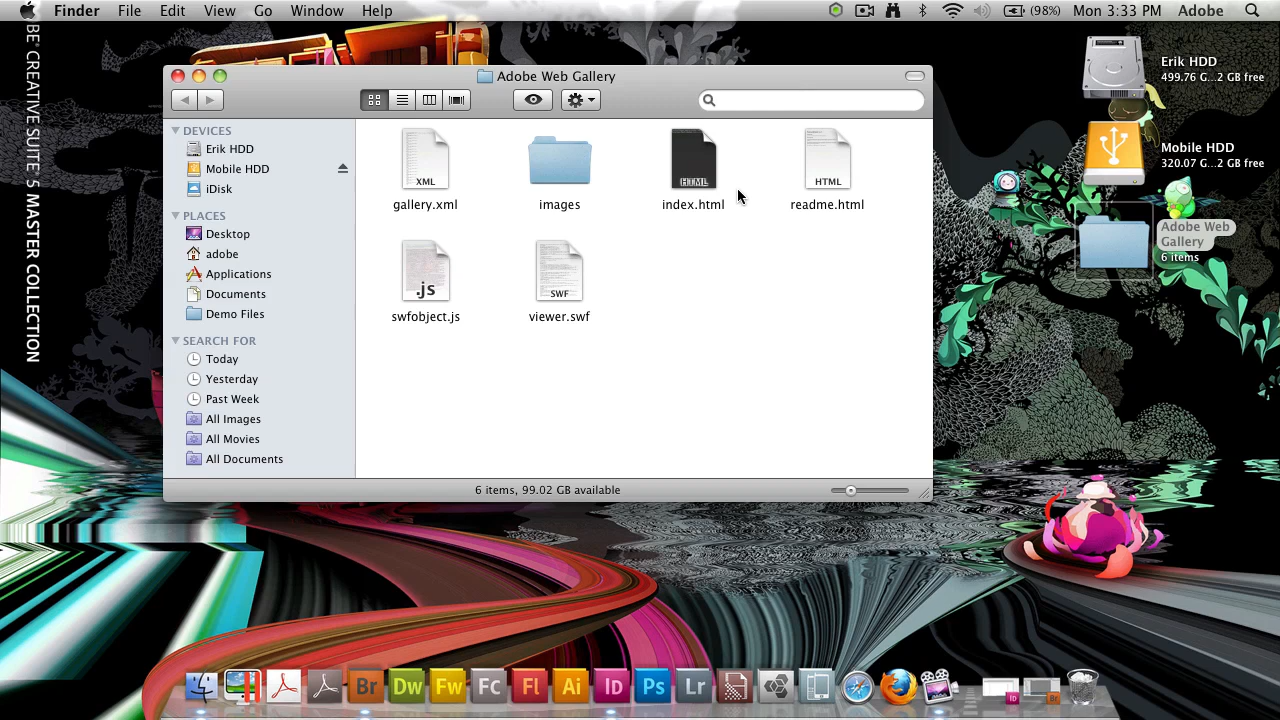 Finder File Edit View Go Window Help
(98%) Mon 3:33 PM Adobe
BE® CREATIVE SUITE® 5 MASTER COLLECTION
Adobe Web Gallery
DEVICES
Erik HDD
Mobile HDD
iDisk
PLACES
Desktop
adobe
Applications
Documents
Demo Files
SEARCH FOR
Today
Yesterday
Past Week
All Images
All Movies
All Documents
XML
HTML
HTML
gallery.xml
images
index.html
readme.html
.js
SWF
swfobject.js
viewer.swf
6 items, 99.02 GB available
Erik HDD
499.76 G...2 GB free
Mobile HDD
320.07 G...2 GB free
Adobe Web
Gallery
6 items
Br Dw Fw Fc Fl Ai Id Ps Lr
Id
Br